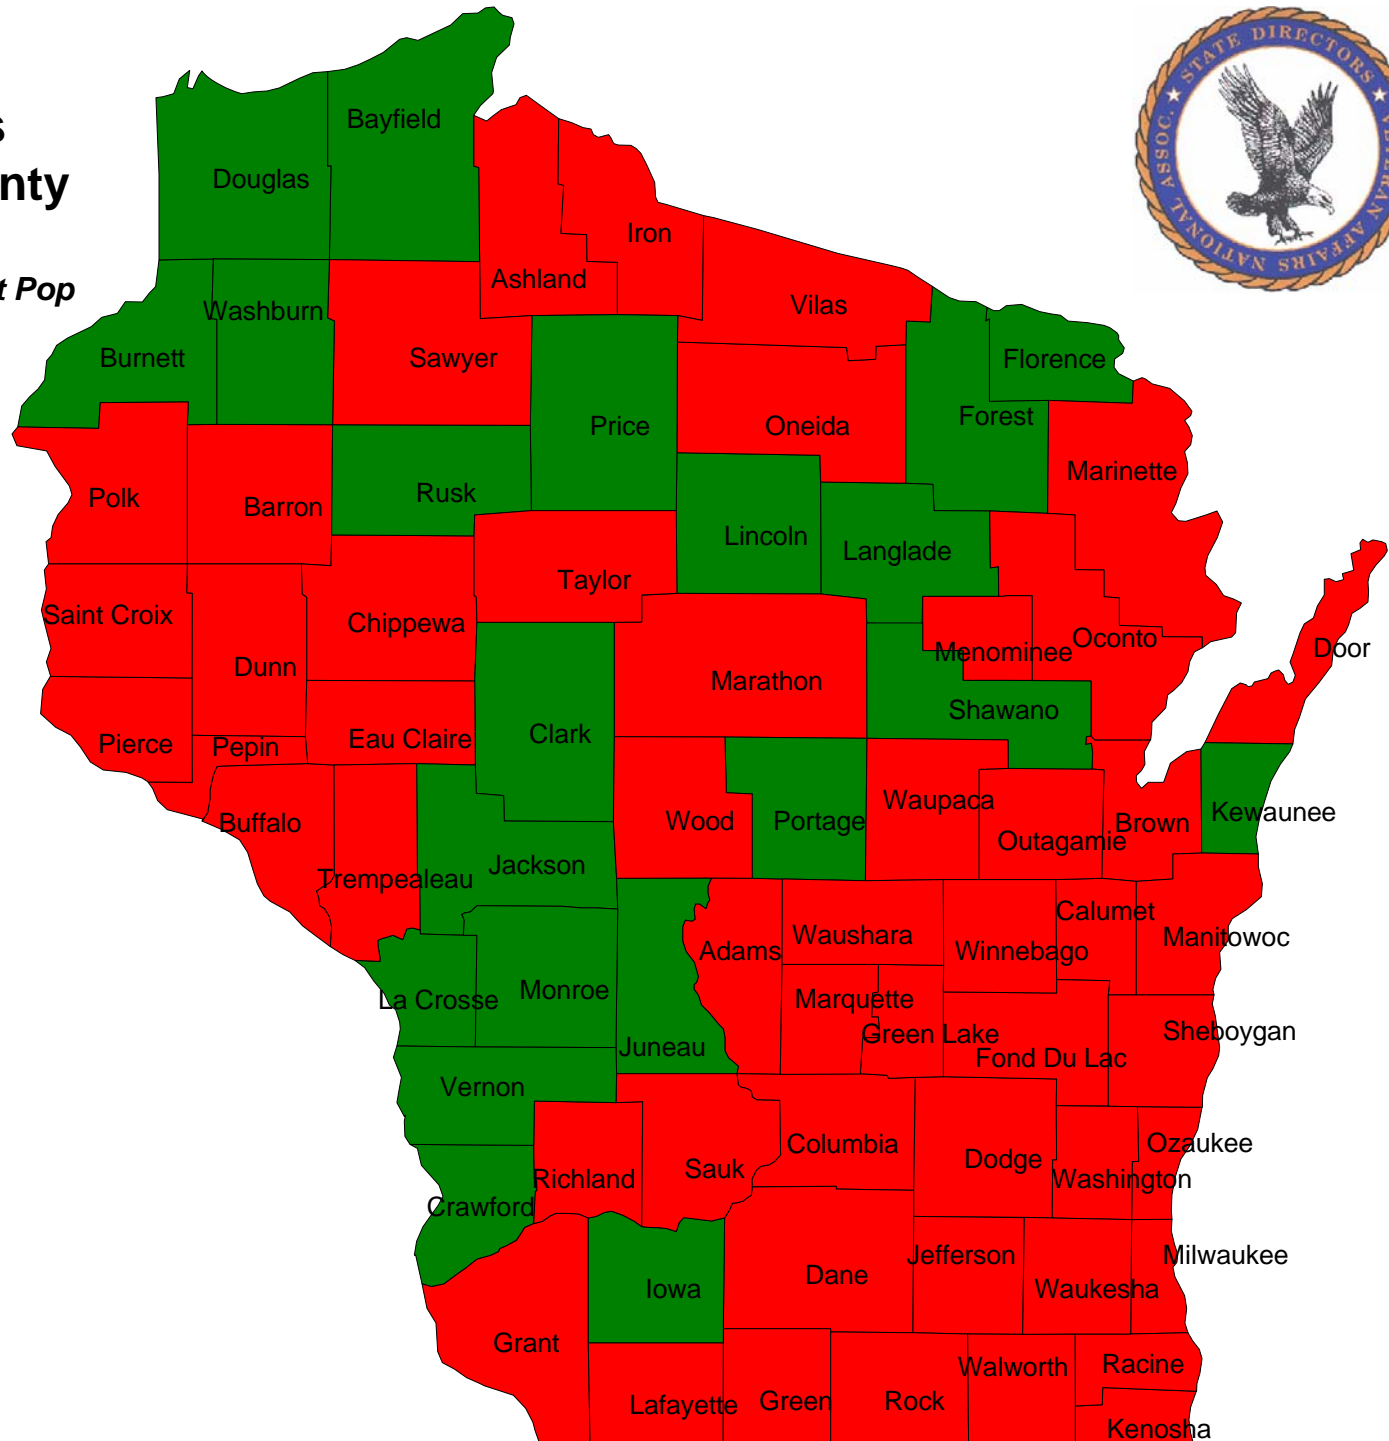 s
nty
t Pop
STATE DIRECTORS
VETERAN AFFAIRS
NATIONAL ASSOC.
Bayfield
Douglas
Iron
Ashland
Vilas
Washburn
Burnett
Sawyer
Florence
Forest
Price
Oneida
Marinette
Polk
Barron
Rusk
Lincoln
Langlade
Taylor
Saint Croix
Chippewa
Oconto
Door
Menominee
Dunn
Marathon
Shawano
Clark
Eau Claire
Pierce
Pepin
Waupaca
Kewaunee
Buffalo
Wood
Portage
Brown
Outagamie
Jackson
Trempealeau
Calumet
Waushara
Manitowoc
Adams
Winnebago
Monroe
La Crosse
Marquette
Sheboygan
Green Lake
Juneau
Fond Du Lac
Vernon
Columbia
Ozaukee
Dodge
Sauk
Richland
Washington
Crawford
Jefferson
Milwaukee
Dane
Iowa
Waukesha
Grant
Racine
Walworth
Green
Rock
Lafayette
Kenosha